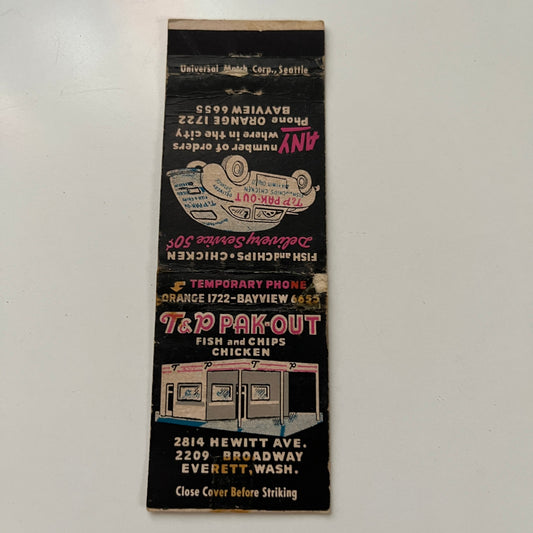 Universal Match Corp., Seattle
FISH and CHIPS • CHICKEN
Delivery Service 50¢
T&P PAK-OUT
ANY number of orders
where in the city
Phone ORANGE 1722
BAYVIEW 6655
TEMPORARY PHONE
ORANGE 1722-BAYVIEW 6655
T&P PAK-OUT
FISH and CHIPS
CHICKEN
2814 HEWITT AVE.
2209 BROADWAY
EVERETT, WASH.
Close Cover Before Striking